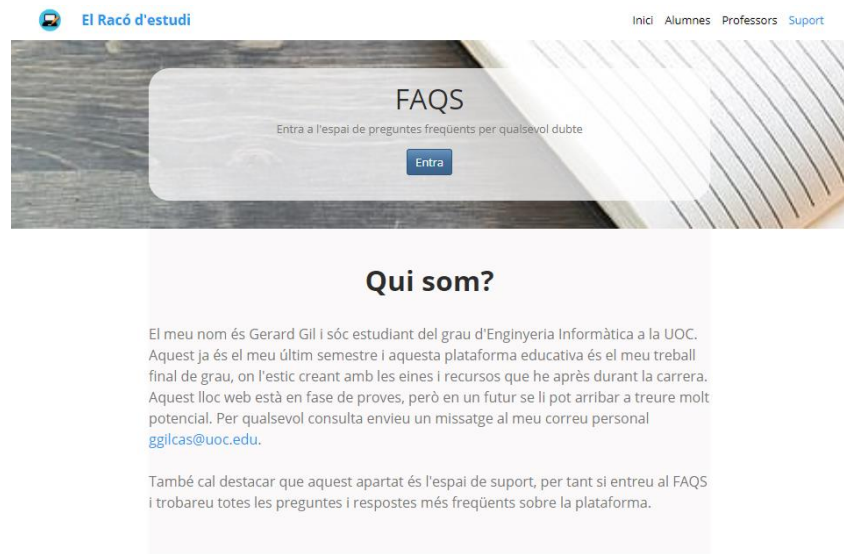 El Racó d'estudi
Inici Alumnes Professors Suport
FAQS
Entra a l'espai de preguntes freqüents per qualsevol dubte
Entra
Qui som?
El meu nom és Gerard Gil i sóc estudiant del grau d'Enginyeria Informàtica a la UOC.
Aquest ja és el meu últim semestre i aquesta plataforma educativa és el meu treball
final de grau, on l'estic creant amb les eines i recursos que he après durant la carrera.
Aquest lloc web està en fase de proves, però en un futur se li pot arribar a treure molt
potencial. Per qualsevol consulta envieu un missatge al meu correu personal
ggilcas@uoc.edu.
També cal destacar que aquest apartat és l'espai de suport, per tant si entreu al FAQS
i trobareu totes les preguntes i respostes més freqüents sobre la plataforma.